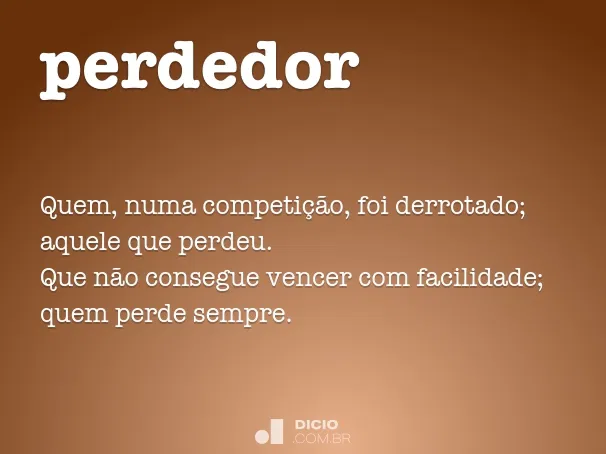 perdedor
Quem, numa competição, foi derrotado;
aquele que perdeu.
Que não consegue vencer com facilidade;
quem perde sempre.
DICIO
.COM.BR